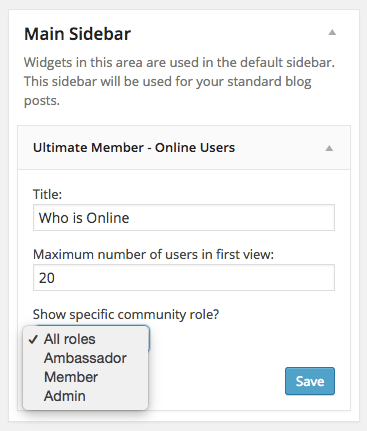 Main Sidebar
Widgets in this area are used in the default sidebar.
This sidebar will be used for your standard blog
posts.
Ultimate Member - Online Users
Title:
Who is Online
Maximum number of users in first view:
20
Show specific community role?
✓ All roles
Ambassador
Member
Admin
Save